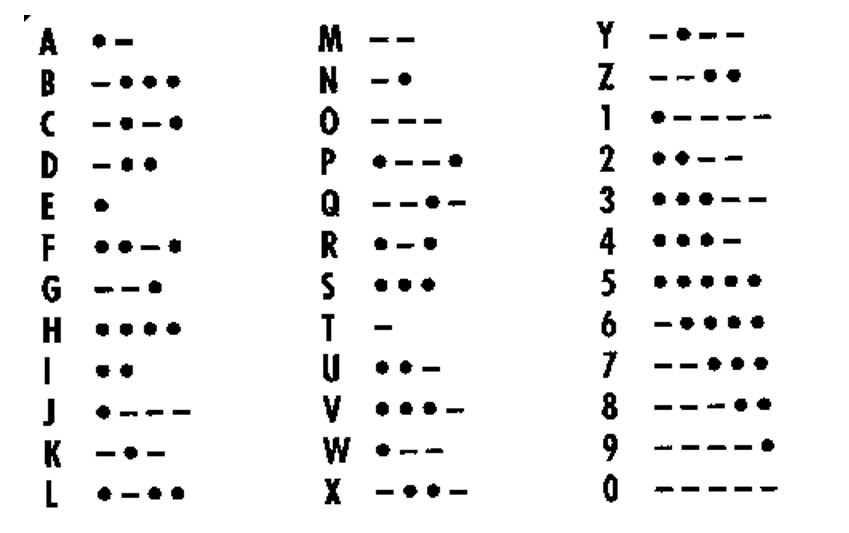 A •–
B –•••
C –•–•
D –••
E •
F ••–•
G ––•
H ••••
I ••
J •–––
K –•–
L •–••
M ––
N –•
O –––
P •––•
Q ––•–
R •–•
S •••
T –
U ••–
V •••–
W •––
X –••–
Y –•––
Z ––••
1 •––––
2 ••––
3 •••––
4 •••–
5 •••••
6 –••••
7 ––•••
8 –––••
9 ––––•
0 –––––